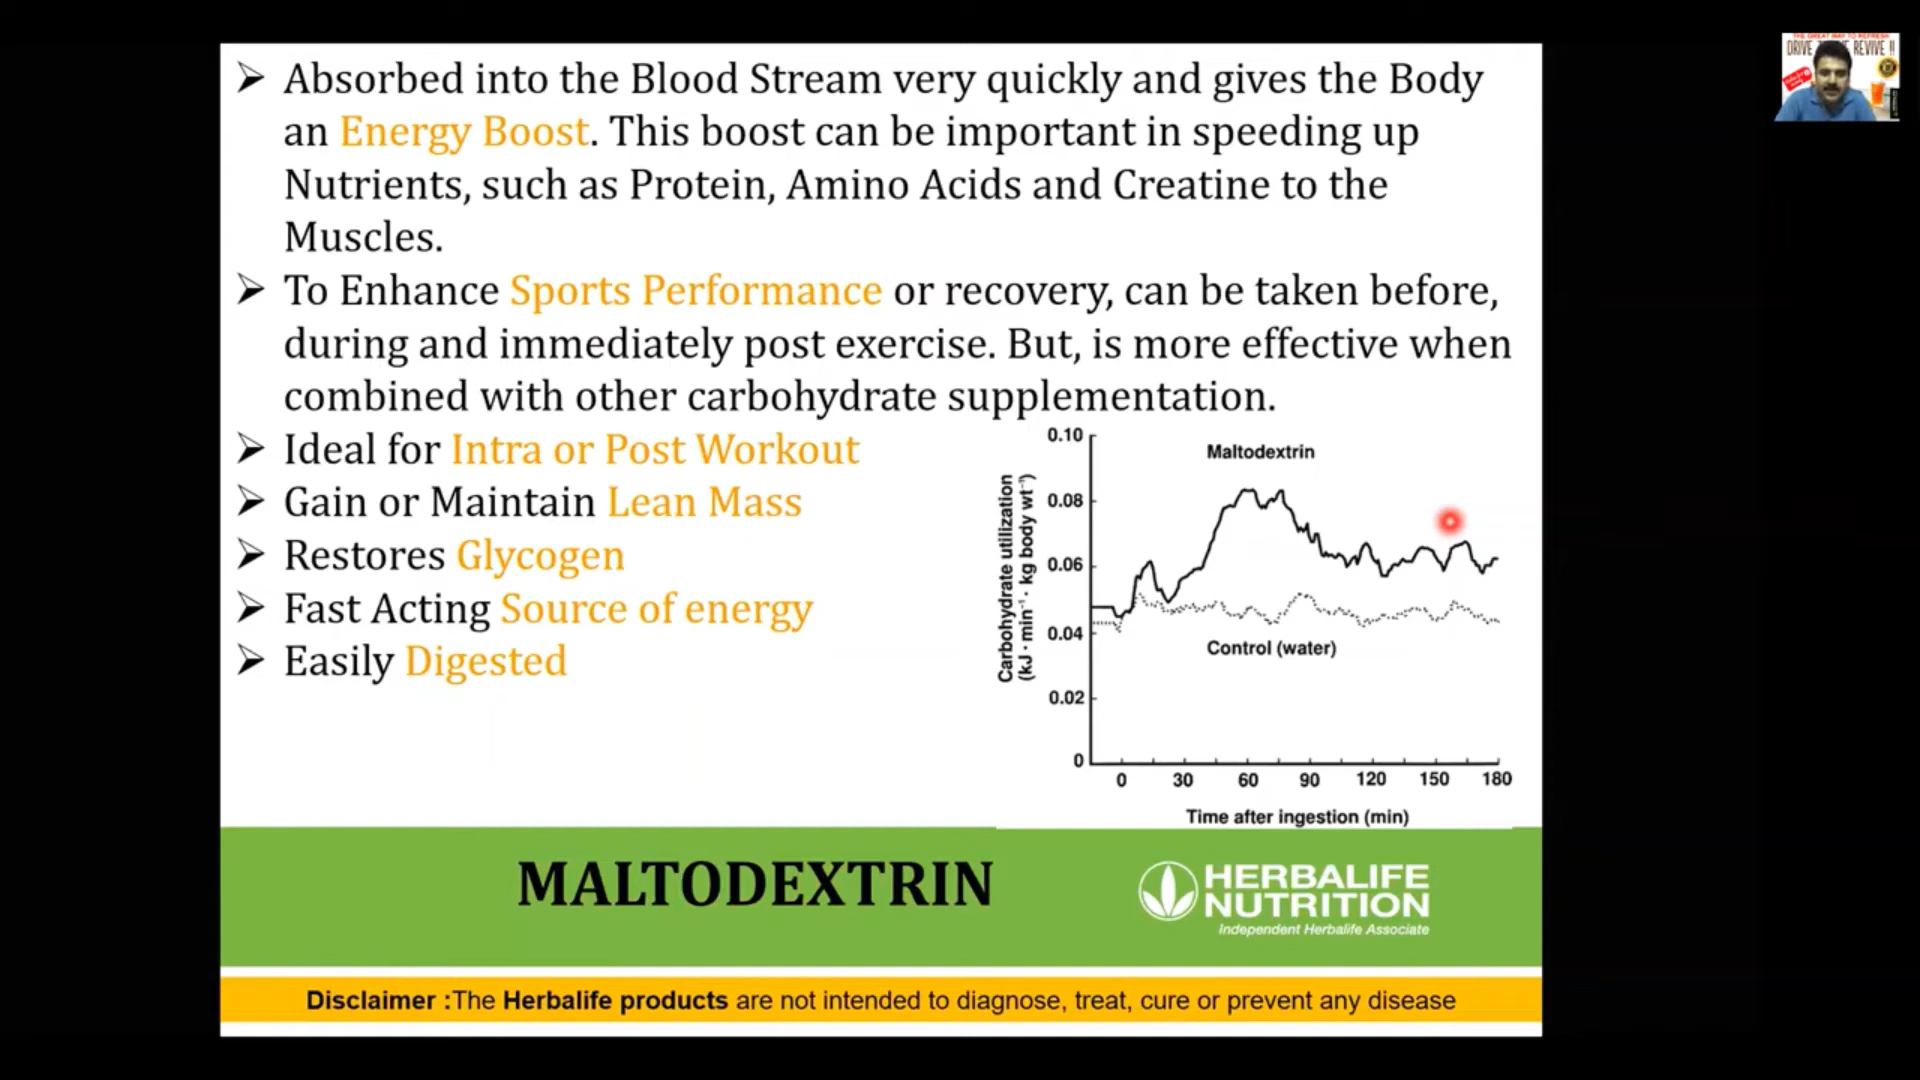 Absorbed into the Blood Stream very quickly and gives the Body
an Energy Boost. This boost can be important in speeding up
Nutrients, such as Protein, Amino Acids and Creatine to the
Muscles.
To Enhance Sports Performance or recovery, can be taken before,
during and immediately post exercise. But, is more effective when
combined with other carbohydrate supplementation.
Ideal for Intra or Post Workout
Gain or Maintain Lean Mass
Restores Glycogen
Fast Acting Source of energy
Easily Digested
Maltodextrin
Control (water)
Carbohydrate utilization
(kJ · min⁻¹ · kg body wt⁻¹)
0.10
0.08
0.06
0.04
0.02
0
0 30 60 90 120 150 180
Time after ingestion (min)
MALTODEXTRIN
HERBALIFE
NUTRITION
Independent Herbalife Associate
Disclaimer :The Herbalife products are not intended to diagnose, treat, cure or prevent any disease
THE GREAT WAY TO REFRESH
DRIVE REVIVE !!